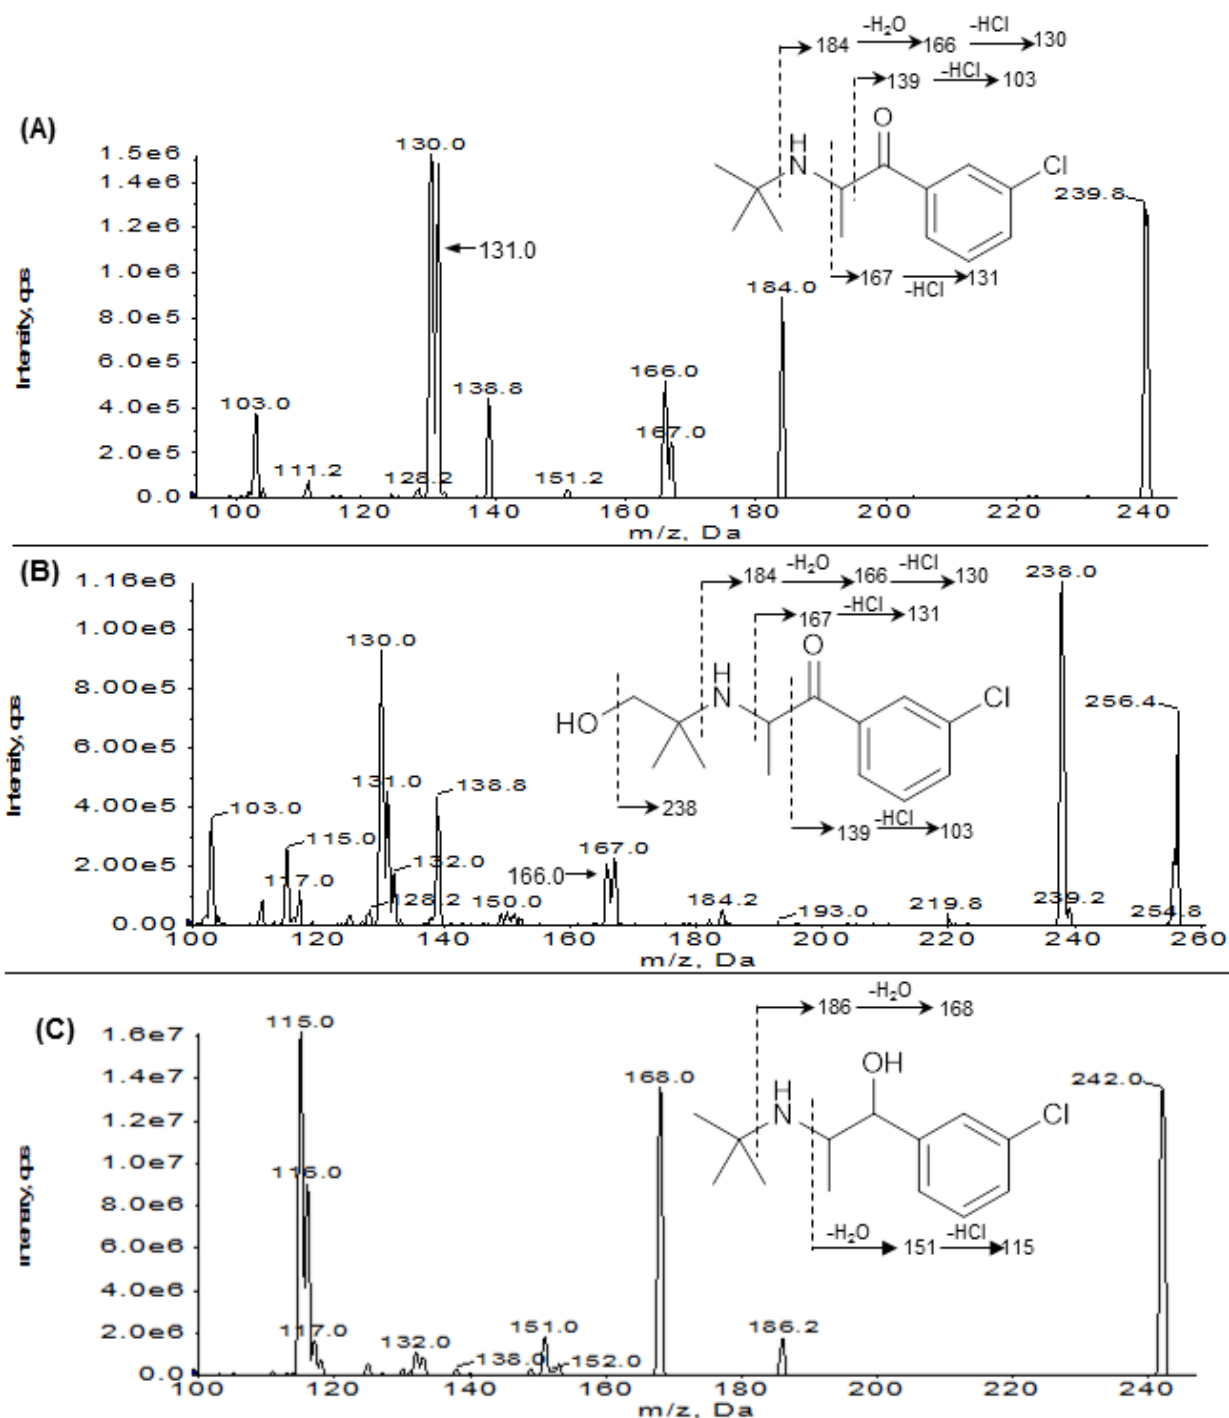 -H₂O -HCl
184 166 130
-HCl
139 103
(A)
O
H
N
Cl
1.5e6
1.4e6
1.2e6
1.0e6
8.0e5
6.0e5
4.0e5
2.0e5
0.0
Intensity, cps
130.0
131.0
239.8
184.0
167 131
-HCl
166.0
167.0
138.8
103.0
111.2
128.2
151.2
100 120 140 160 180 200 220 240
m/z, Da
(B)
-H₂O -HCl
184 166 130
-HCl
167 131
1.16e6
1.00e6
8.00e5
6.00e5
4.00e5
2.00e5
0.00
Intensity, cps
238.0
130.0
O
H
N
HO
Cl
256.4
131.0
138.8
238
-HCl
139 103
103.0
115.0
117.0
132.0
128.2
150.0
166.0
167.0
184.2
193.0
219.8
239.2
254.8
100 120 140 160 180 200 220 240 260
m/z, Da
(C)
-H₂O
186 168
1.6e7
1.4e7
1.2e7
1.0e7
8.0e6
6.0e6
4.0e6
2.0e6
0.0
Intensity, cps
115.0
168.0
OH
H
N
Cl
242.0
116.0
-H₂O -HCl
151 115
117.0
132.0
138.0
151.0
152.0
186.2
100 120 140 160 180 200 220 240
m/z, Da